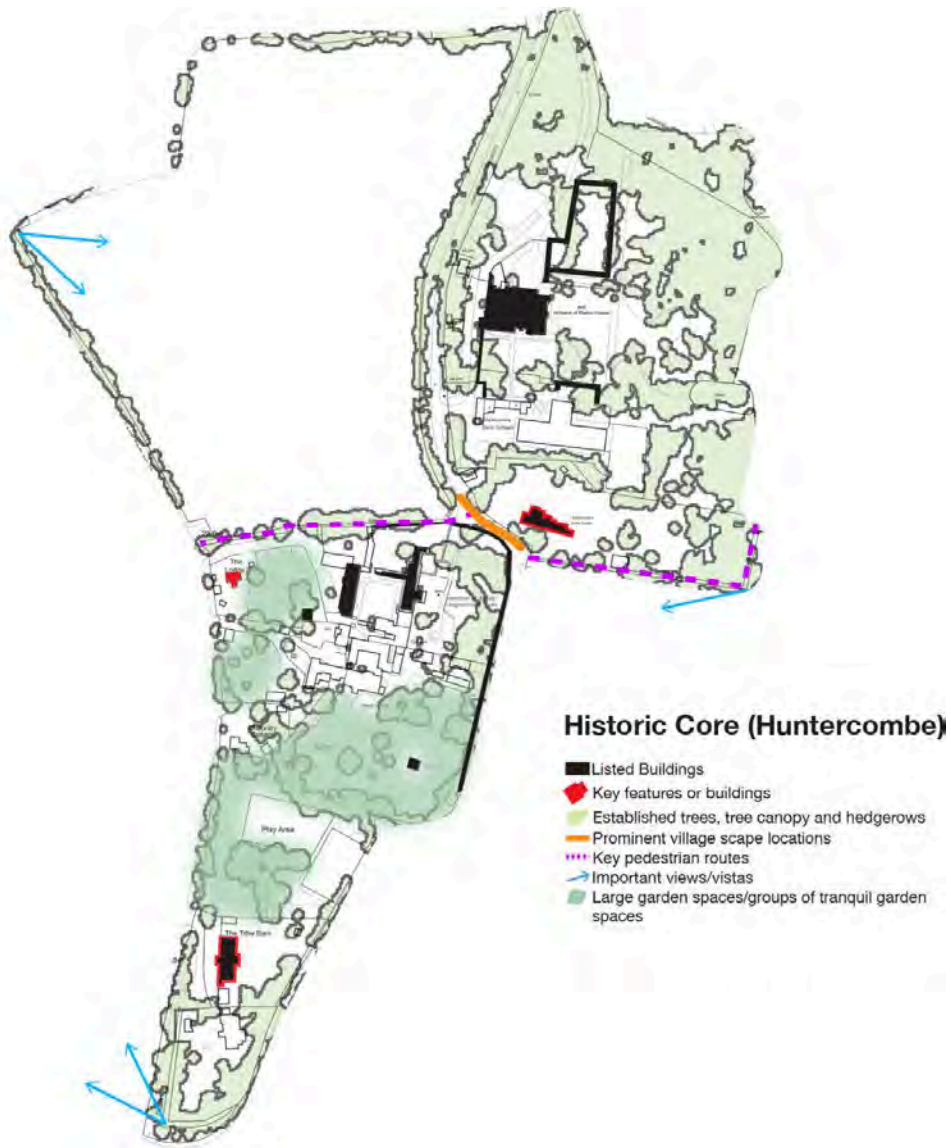 The
Lodge
Play Area
The Tithe Barn
Historic Core (Huntercombe)
Listed Buildings
Key features or buildings
Established trees, tree canopy and hedgerows
Prominent village scape locations
Key pedestrian routes
Important views/vistas
Large garden spaces/groups of tranquil garden
spaces